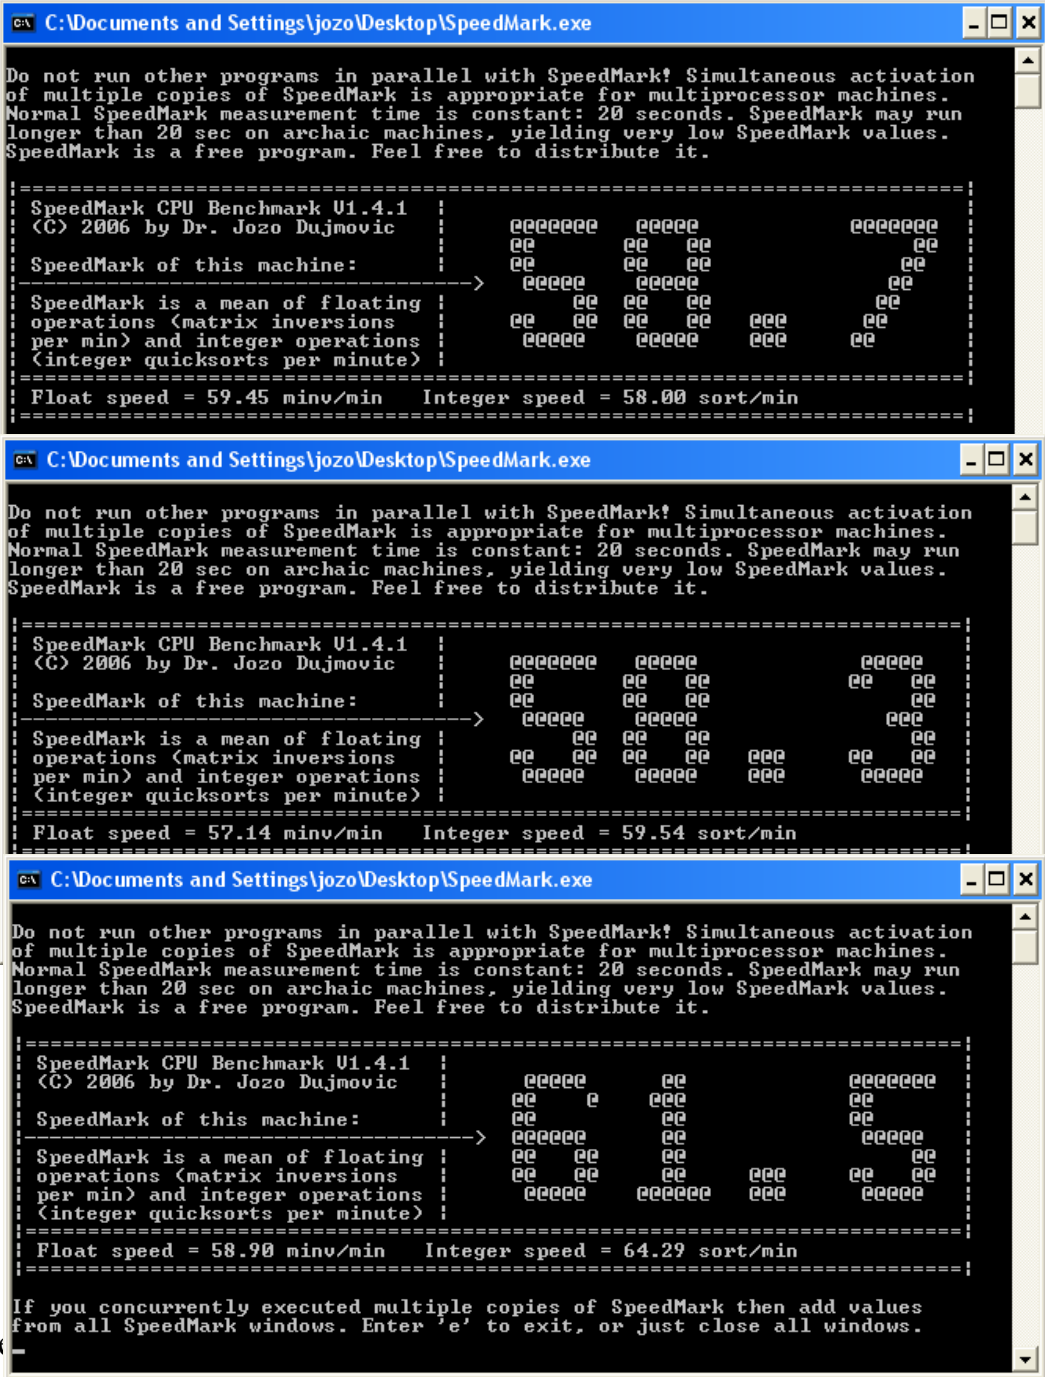 C:\Documents and Settings\jozo\Desktop\SpeedMark.exe
Do not run other programs in parallel with SpeedMark! Simultaneous activation
of multiple copies of SpeedMark is appropriate for multiprocessor machines.
Normal SpeedMark measurement time is constant: 20 seconds. SpeedMark may run
longer than 20 sec on archaic machines, yielding very low SpeedMark values.
SpeedMark is a free program. Feel free to distribute it.
SpeedMark CPU Benchmark V1.4.1
(C) 2006 by Dr. Jozo Dujmovic
SpeedMark of this machine:
58.7
SpeedMark is a mean of floating
operations (matrix inversions
per min) and integer operations
(integer quicksorts per minute)
Float speed = 59.45 minv/min Integer speed = 58.00 sort/min
C:\Documents and Settings\jozo\Desktop\SpeedMark.exe
Do not run other programs in parallel with SpeedMark! Simultaneous activation
of multiple copies of SpeedMark is appropriate for multiprocessor machines.
Normal SpeedMark measurement time is constant: 20 seconds. SpeedMark may run
longer than 20 sec on archaic machines, yielding very low SpeedMark values.
SpeedMark is a free program. Feel free to distribute it.
SpeedMark CPU Benchmark V1.4.1
(C) 2006 by Dr. Jozo Dujmovic
SpeedMark of this machine:
58.3
SpeedMark is a mean of floating
operations (matrix inversions
per min) and integer operations
(integer quicksorts per minute)
Float speed = 57.14 minv/min Integer speed = 59.54 sort/min
C:\Documents and Settings\jozo\Desktop\SpeedMark.exe
Do not run other programs in parallel with SpeedMark! Simultaneous activation
of multiple copies of SpeedMark is appropriate for multiprocessor machines.
Normal SpeedMark measurement time is constant: 20 seconds. SpeedMark may run
longer than 20 sec on archaic machines, yielding very low SpeedMark values.
SpeedMark is a free program. Feel free to distribute it.
SpeedMark CPU Benchmark V1.4.1
(C) 2006 by Dr. Jozo Dujmovic
SpeedMark of this machine:
61.5
SpeedMark is a mean of floating
operations (matrix inversions
per min) and integer operations
(integer quicksorts per minute)
Float speed = 58.90 minv/min Integer speed = 64.29 sort/min
If you concurrently executed multiple copies of SpeedMark then add values
from all SpeedMark windows. Enter 'e' to exit, or just close all windows.